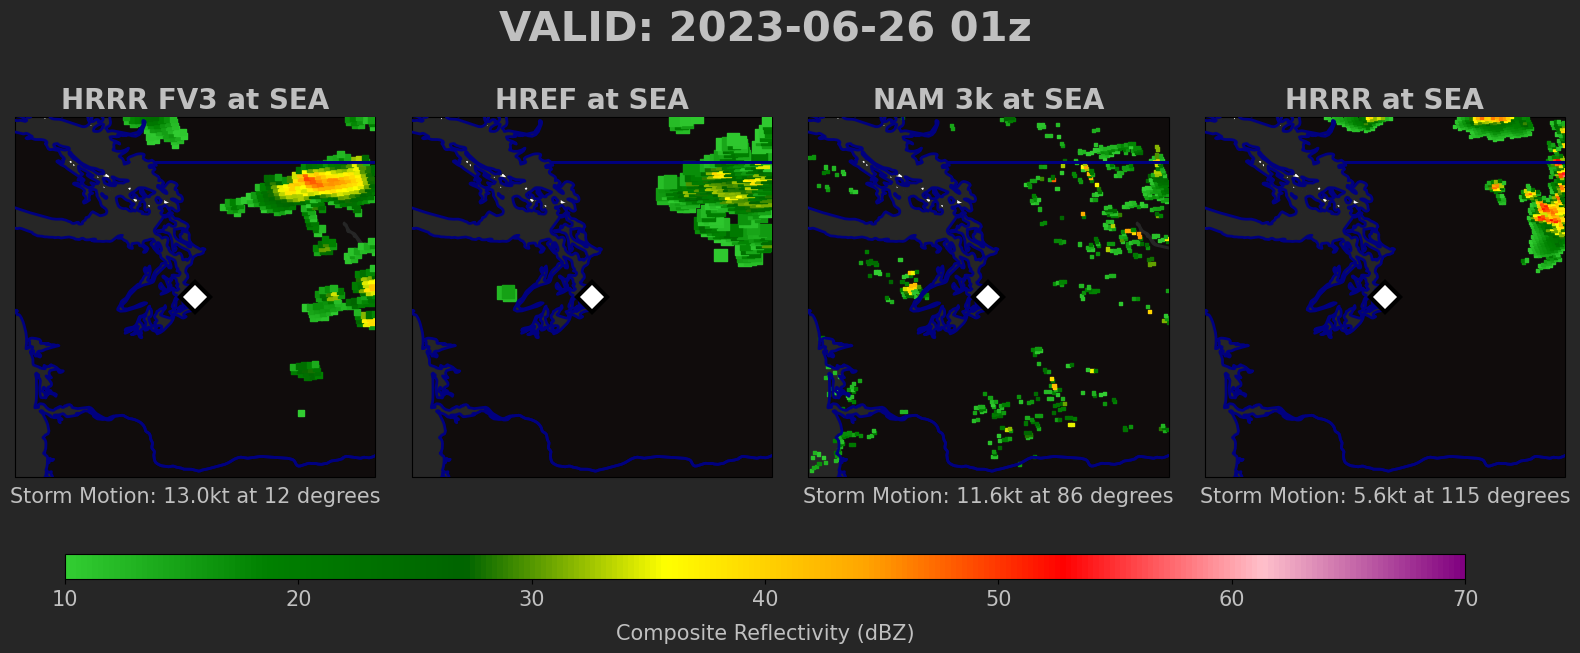 VALID: 2023-06-26 01z
HRRR FV3 at SEA
HREF at SEA
NAM 3k at SEA
HRRR at SEA
Storm Motion: 13.0kt at 12 degrees
Storm Motion: 11.6kt at 86 degrees
Storm Motion: 5.6kt at 115 degrees
10 20 30 40 50 60 70
Composite Reflectivity (dBZ)